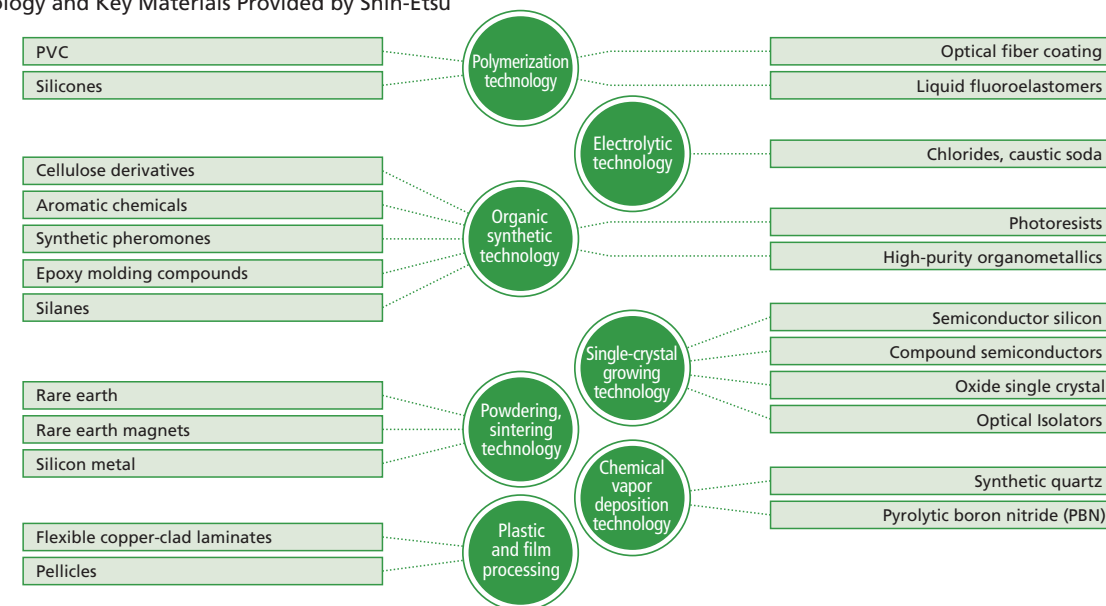 ology and Key Materials Provided by Shin-Etsu
PVC
Silicones
Polymerization
technology
Optical fiber coating
Liquid fluoroelastomers
Electrolytic
technology
Chlorides, caustic soda
Cellulose derivatives
Aromatic chemicals
Synthetic pheromones
Epoxy molding compounds
Silanes
Organic
synthetic
technology
Photoresists
High-purity organometallics
Single-crystal
growing
technology
Semiconductor silicon
Compound semiconductors
Oxide single crystal
Optical Isolators
Rare earth
Rare earth magnets
Silicon metal
Powdering,
sintering
technology
Chemical
vapor
deposition
technology
Synthetic quartz
Pyrolytic boron nitride (PBN)
Flexible copper-clad laminates
Pellicles
Plastic
and film
processing